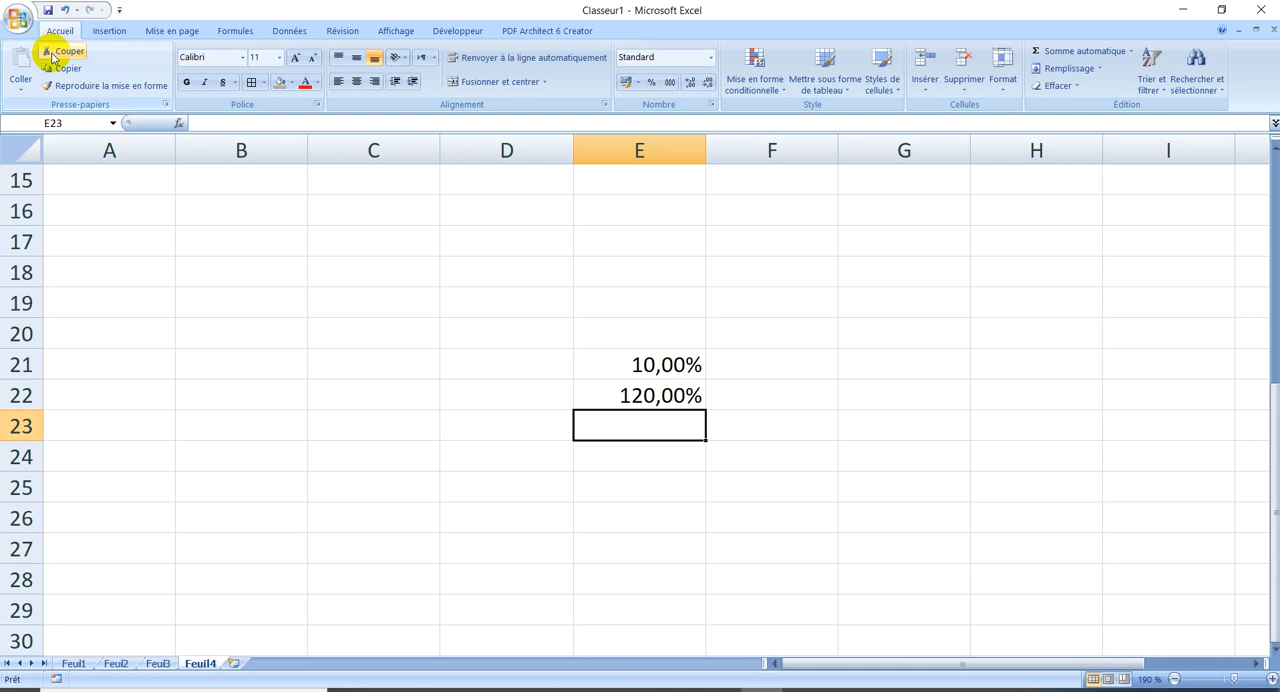 Classeur1 - Microsoft Excel
Accueil Insertion Mise en page Formules Données Révision Affichage Développeur PDF Architect 6 Creator
Coller
Couper
Copier
Reproduire la mise en forme
Presse-papiers
Calibri 11
G I S
Police
Renvoyer à la ligne automatiquement
Fusionner et centrer
Alignement
Standard
% 000
Nombre
Mise en forme conditionnelle
Mettre sous forme de tableau
Styles de cellules
Style
Insérer Supprimer Format
Cellules
Σ Somme automatique
Remplissage
Effacer
Trier et filtrer
Rechercher et sélectionner
Édition
E23 fx
A B C D E F G H I
15
16
17
18
19
20
21 10,00%
22 120,00%
23
24
25
26
27
28
29
30
Feuil1 Feuil2 Feuil3 Feuil4
Prêt 190 %